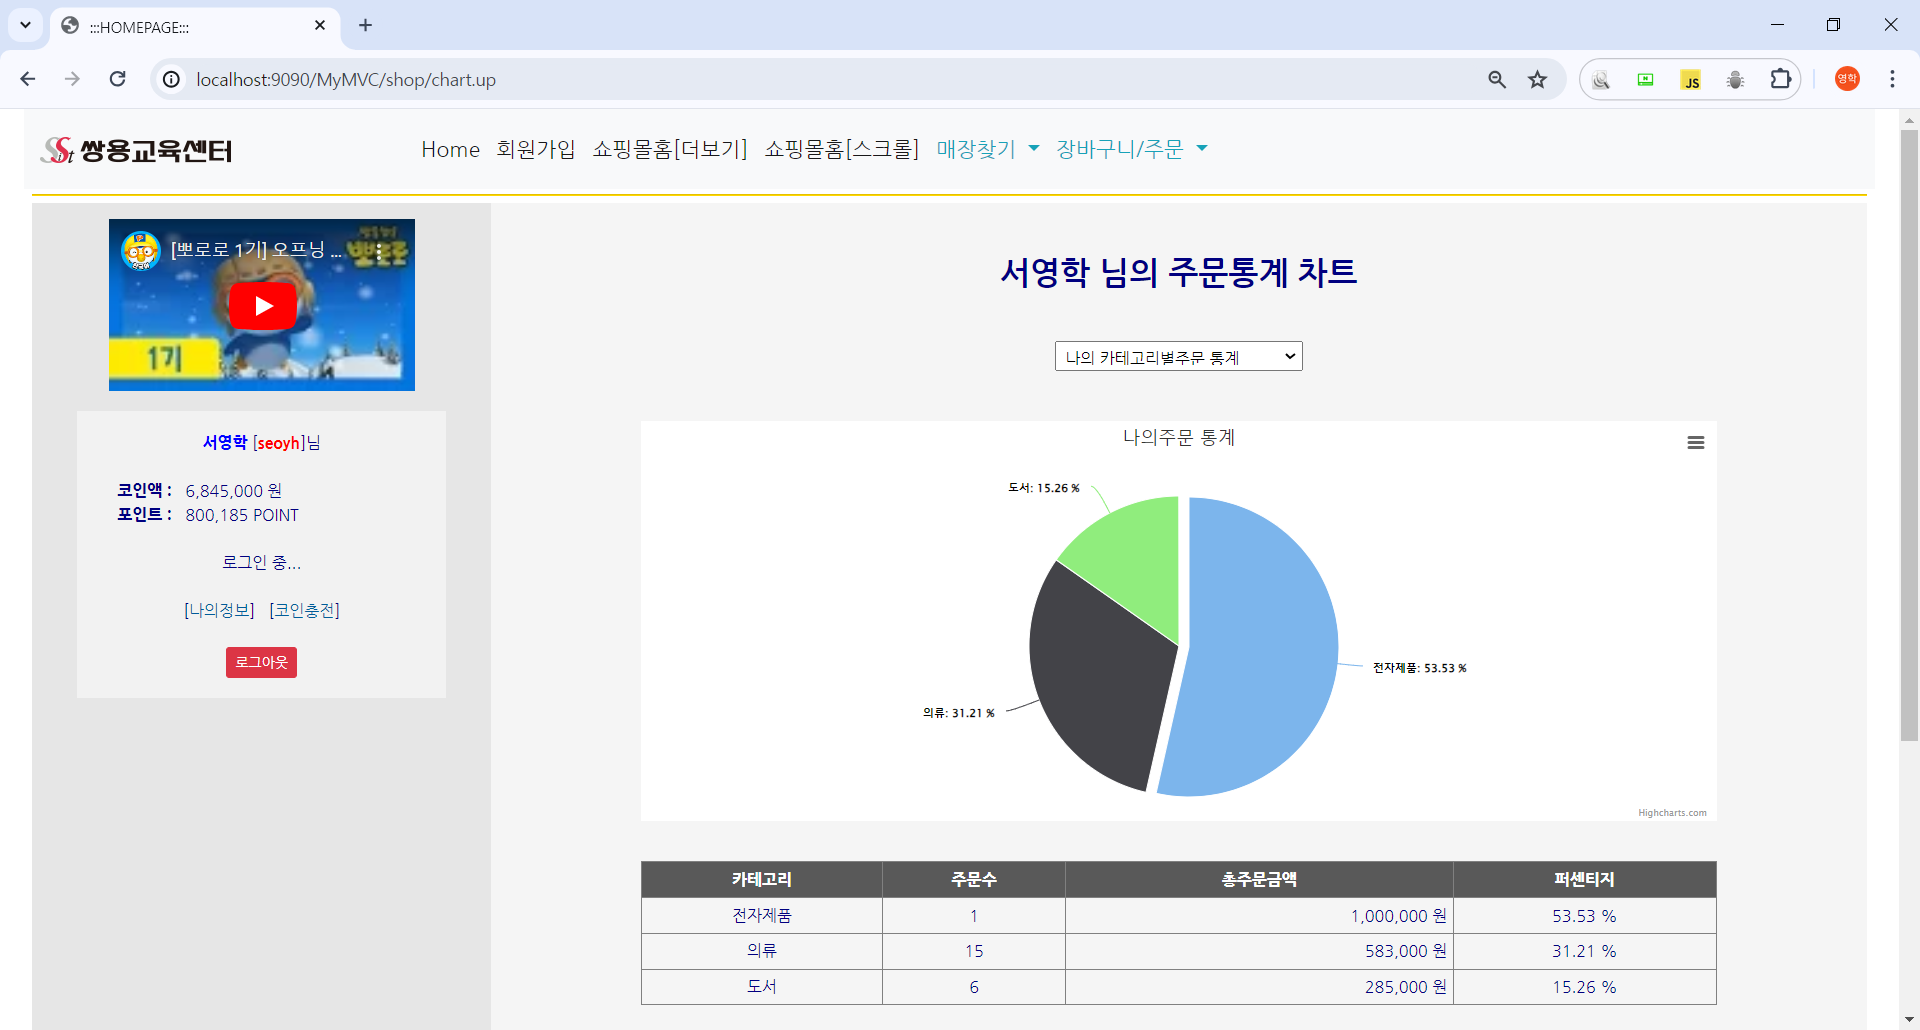 :::HOMEPAGE:::
localhost:9090/MyMVC/shop/chart.up
JS
영학
Sist 쌍용교육센터
Home 회원가입 쇼핑몰홈[더보기] 쇼핑몰홈[스크롤] 매장찾기 장바구니/주문
[뽀로로 1기] 오프닝 ...
뽀로로
1기
서영학 [seoyh]님
코인액 : 6,845,000 원
포인트 : 800,185 POINT
로그인 중...
[나의정보] [코인충전]
로그아웃
서영학 님의 주문통계 차트
나의 카테고리별주문 통계
나의주문 통계
도서: 15.26 %
전자제품: 53.53 %
의류: 31.21 %
Highcharts.com
카테고리 주문수 총주문금액 퍼센티지
전자제품 1 1,000,000 원 53.53 %
의류 15 583,000 원 31.21 %
도서 6 285,000 원 15.26 %